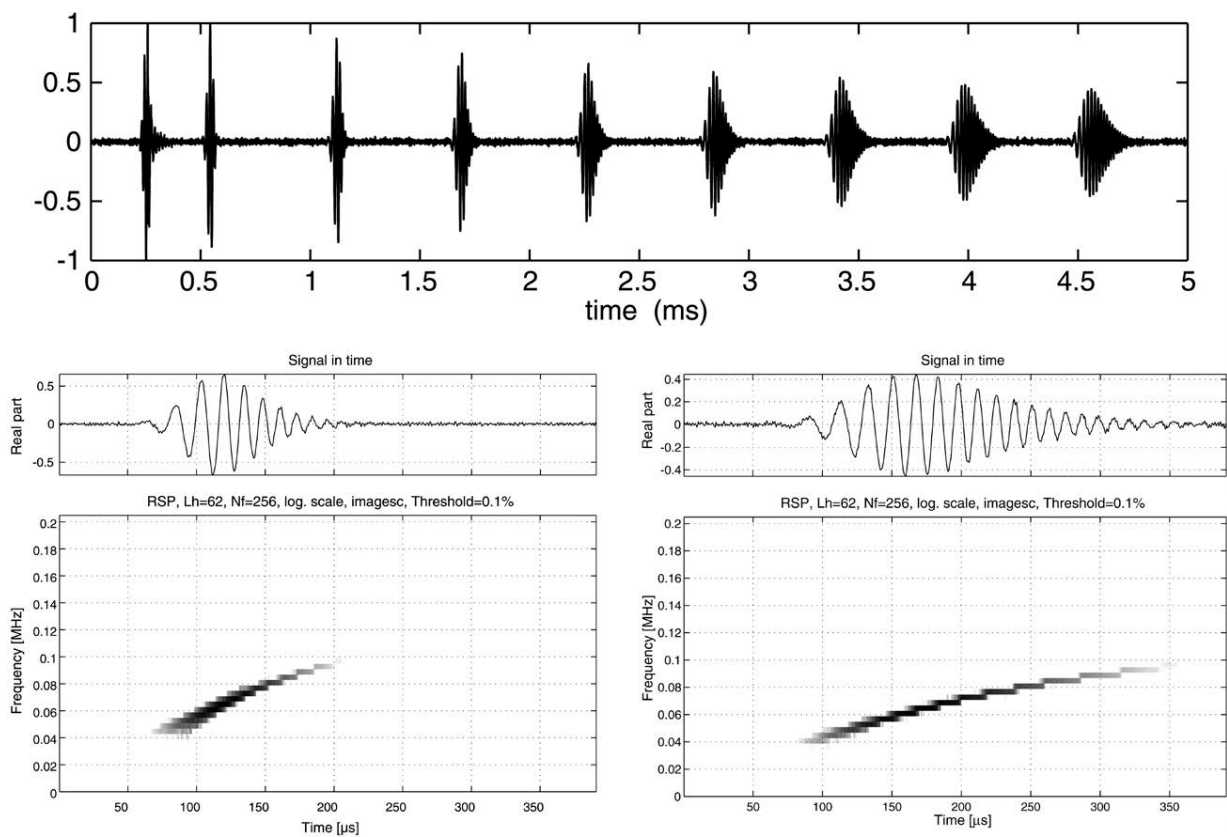 1
0.5
0
-0.5
-1
0 0.5 1 1.5 2 2.5 3 3.5 4 4.5 5
time (ms)
Signal in time
Real part
0.5
0
-0.5
RSP, Lh=62, Nf=256, log. scale, imagesc, Threshold=0.1%
Frequency [MHz]
0.2
0.18
0.16
0.14
0.12
0.1
0.08
0.06
0.04
0.02
0
50 100 150 200 250 300 350
Time [µs]
Signal in time
Real part
0.4
0.2
0
-0.2
-0.4
RSP, Lh=62, Nf=256, log. scale, imagesc, Threshold=0.1%
Frequency [MHz]
0.2
0.18
0.16
0.14
0.12
0.1
0.08
0.06
0.04
0.02
0
50 100 150 200 250 300 350
Time [µs]